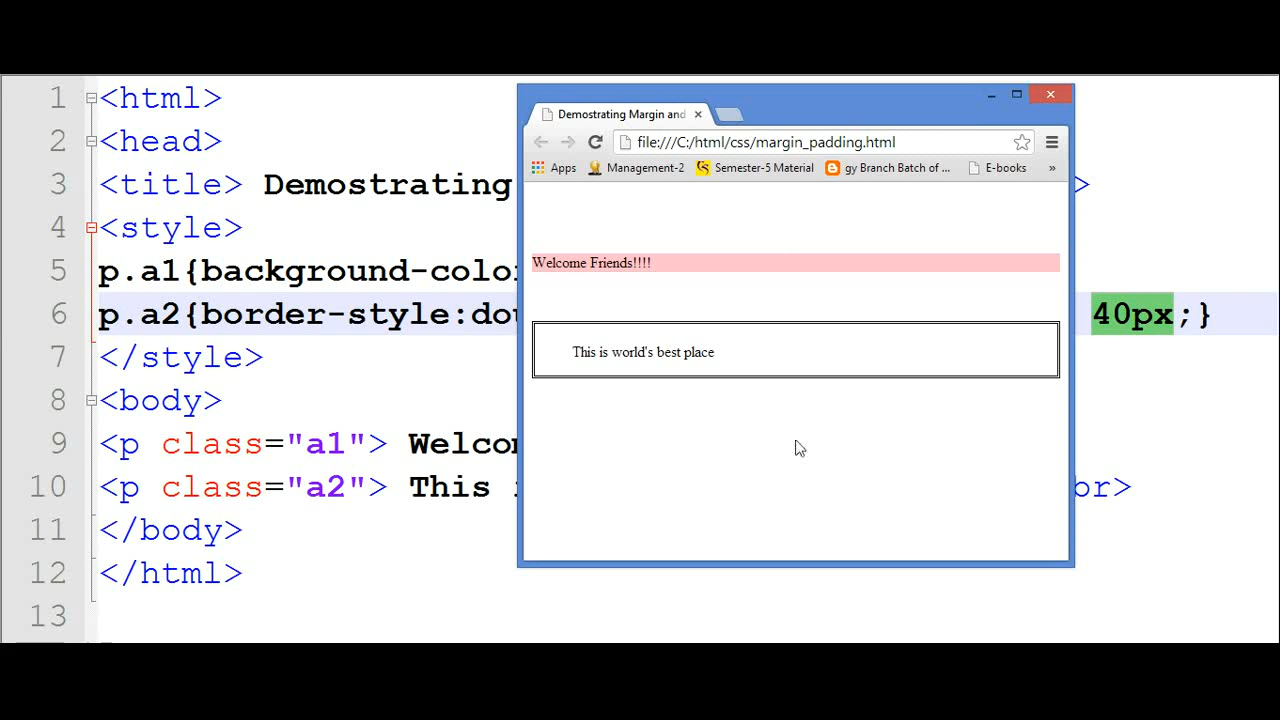 1 <html>
2 <head>
3 <title> Demostrating >
4 <style>
5 p.a1{background-colo
6 p.a2{border-style:dou 40px;}
7 </style>
8 <body>
9 <p class="a1"> Welcom
10 <p class="a2"> This br>
11 </body>
12 </html>
13
Demostrating Margin and
file:///C:/html/css/margin_padding.html
Apps Management-2 Semester-5 Material gy Branch Batch of ... E-books »
Welcome Friends!!!!
This is world's best place